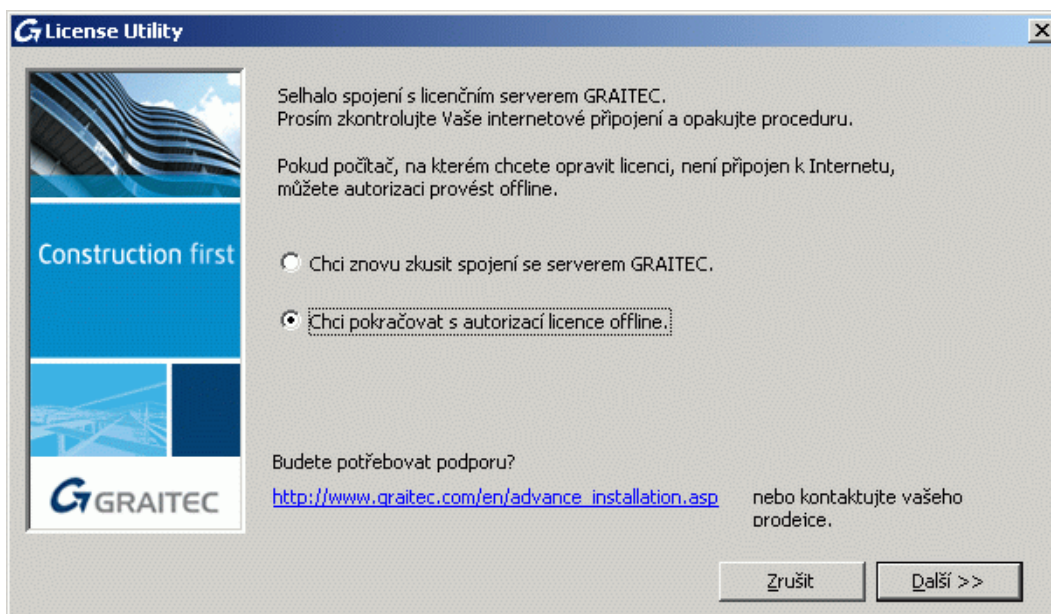 License Utility
Selhalo spojení s licenčním serverem GRAITEC.
Prosím zkontrolujte Vaše internetové připojení a opakujte proceduru.
Pokud počítač, na kterém chcete opravit licenci, není připojen k Internetu,
můžete autorizaci provést offline.
Construction first
Chci znovu zkusit spojení se serverem GRAITEC.
Chci pokračovat s autorizací licence offline.
GRAITEC
Budete potřebovat podporu?
http://www.graitec.com/en/advance_installation.asp nebo kontaktujte vašeho
prodejce.
Zrušit Další >>